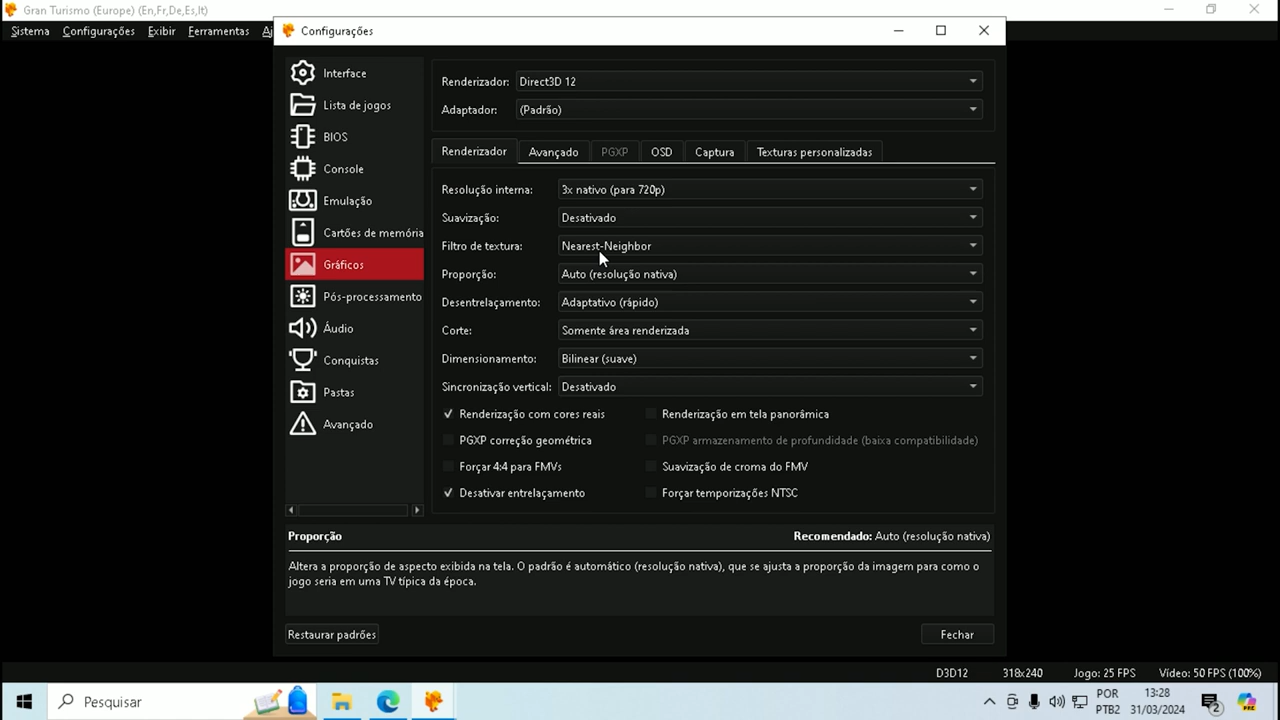 Gran Turismo (Europe) (En,Fr,De,Es,It)
Sistema Configurações Exibir Ferramentas Aj
Configurações
Interface
Lista de jogos
BIOS
Console
Emulação
Cartões de memória
Gráficos
Pós-processamento
Áudio
Conquistas
Pastas
Avançado
Renderizador: Direct3D 12
Adaptador: (Padrão)
Renderizador Avançado PGXP OSD Captura Texturas personalizadas
Resolução interna: 3x nativo (para 720p)
Suavização: Desativado
Filtro de textura: Nearest-Neighbor
Proporção: Auto (resolução nativa)
Desentrelaçamento: Adaptativo (rápido)
Corte: Somente área renderizada
Dimensionamento: Bilinear (suave)
Sincronização vertical: Desativado
Renderização com cores reais Renderização em tela panorâmica
PGXP correção geométrica PGXP armazenamento de profundidade (baixa compatibilidade)
Forçar 4:4 para FMVs Suavização de croma do FMV
Desativar entrelaçamento Forçar temporizações NTSC
Proporção Recomendado: Auto (resolução nativa)
Altera a proporção de aspecto exibida na tela. O padrão é automático (resolução nativa), que se ajusta a proporção da imagem para como o
jogo seria em uma TV típica da época.
Restaurar padrões Fechar
D3D12 318x240 Jogo: 25 FPS Vídeo: 50 FPS (100%)
Pesquisar
POR
PTB2
13:28
31/03/2024
2
PRE